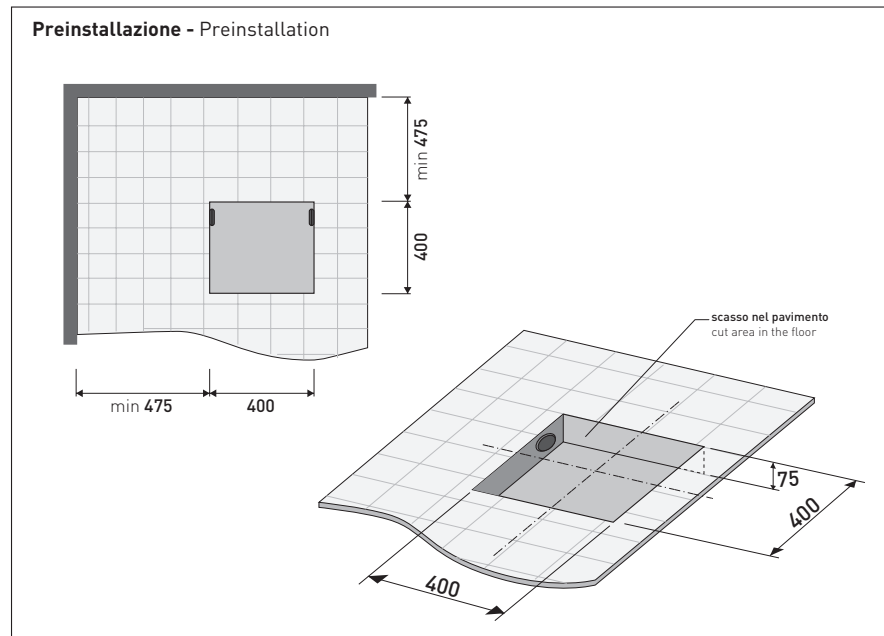 Preinstallazione - Preinstallation
min 475
400
min 475
400
scasso nel pavimento
cut area in the floor
75
400
400